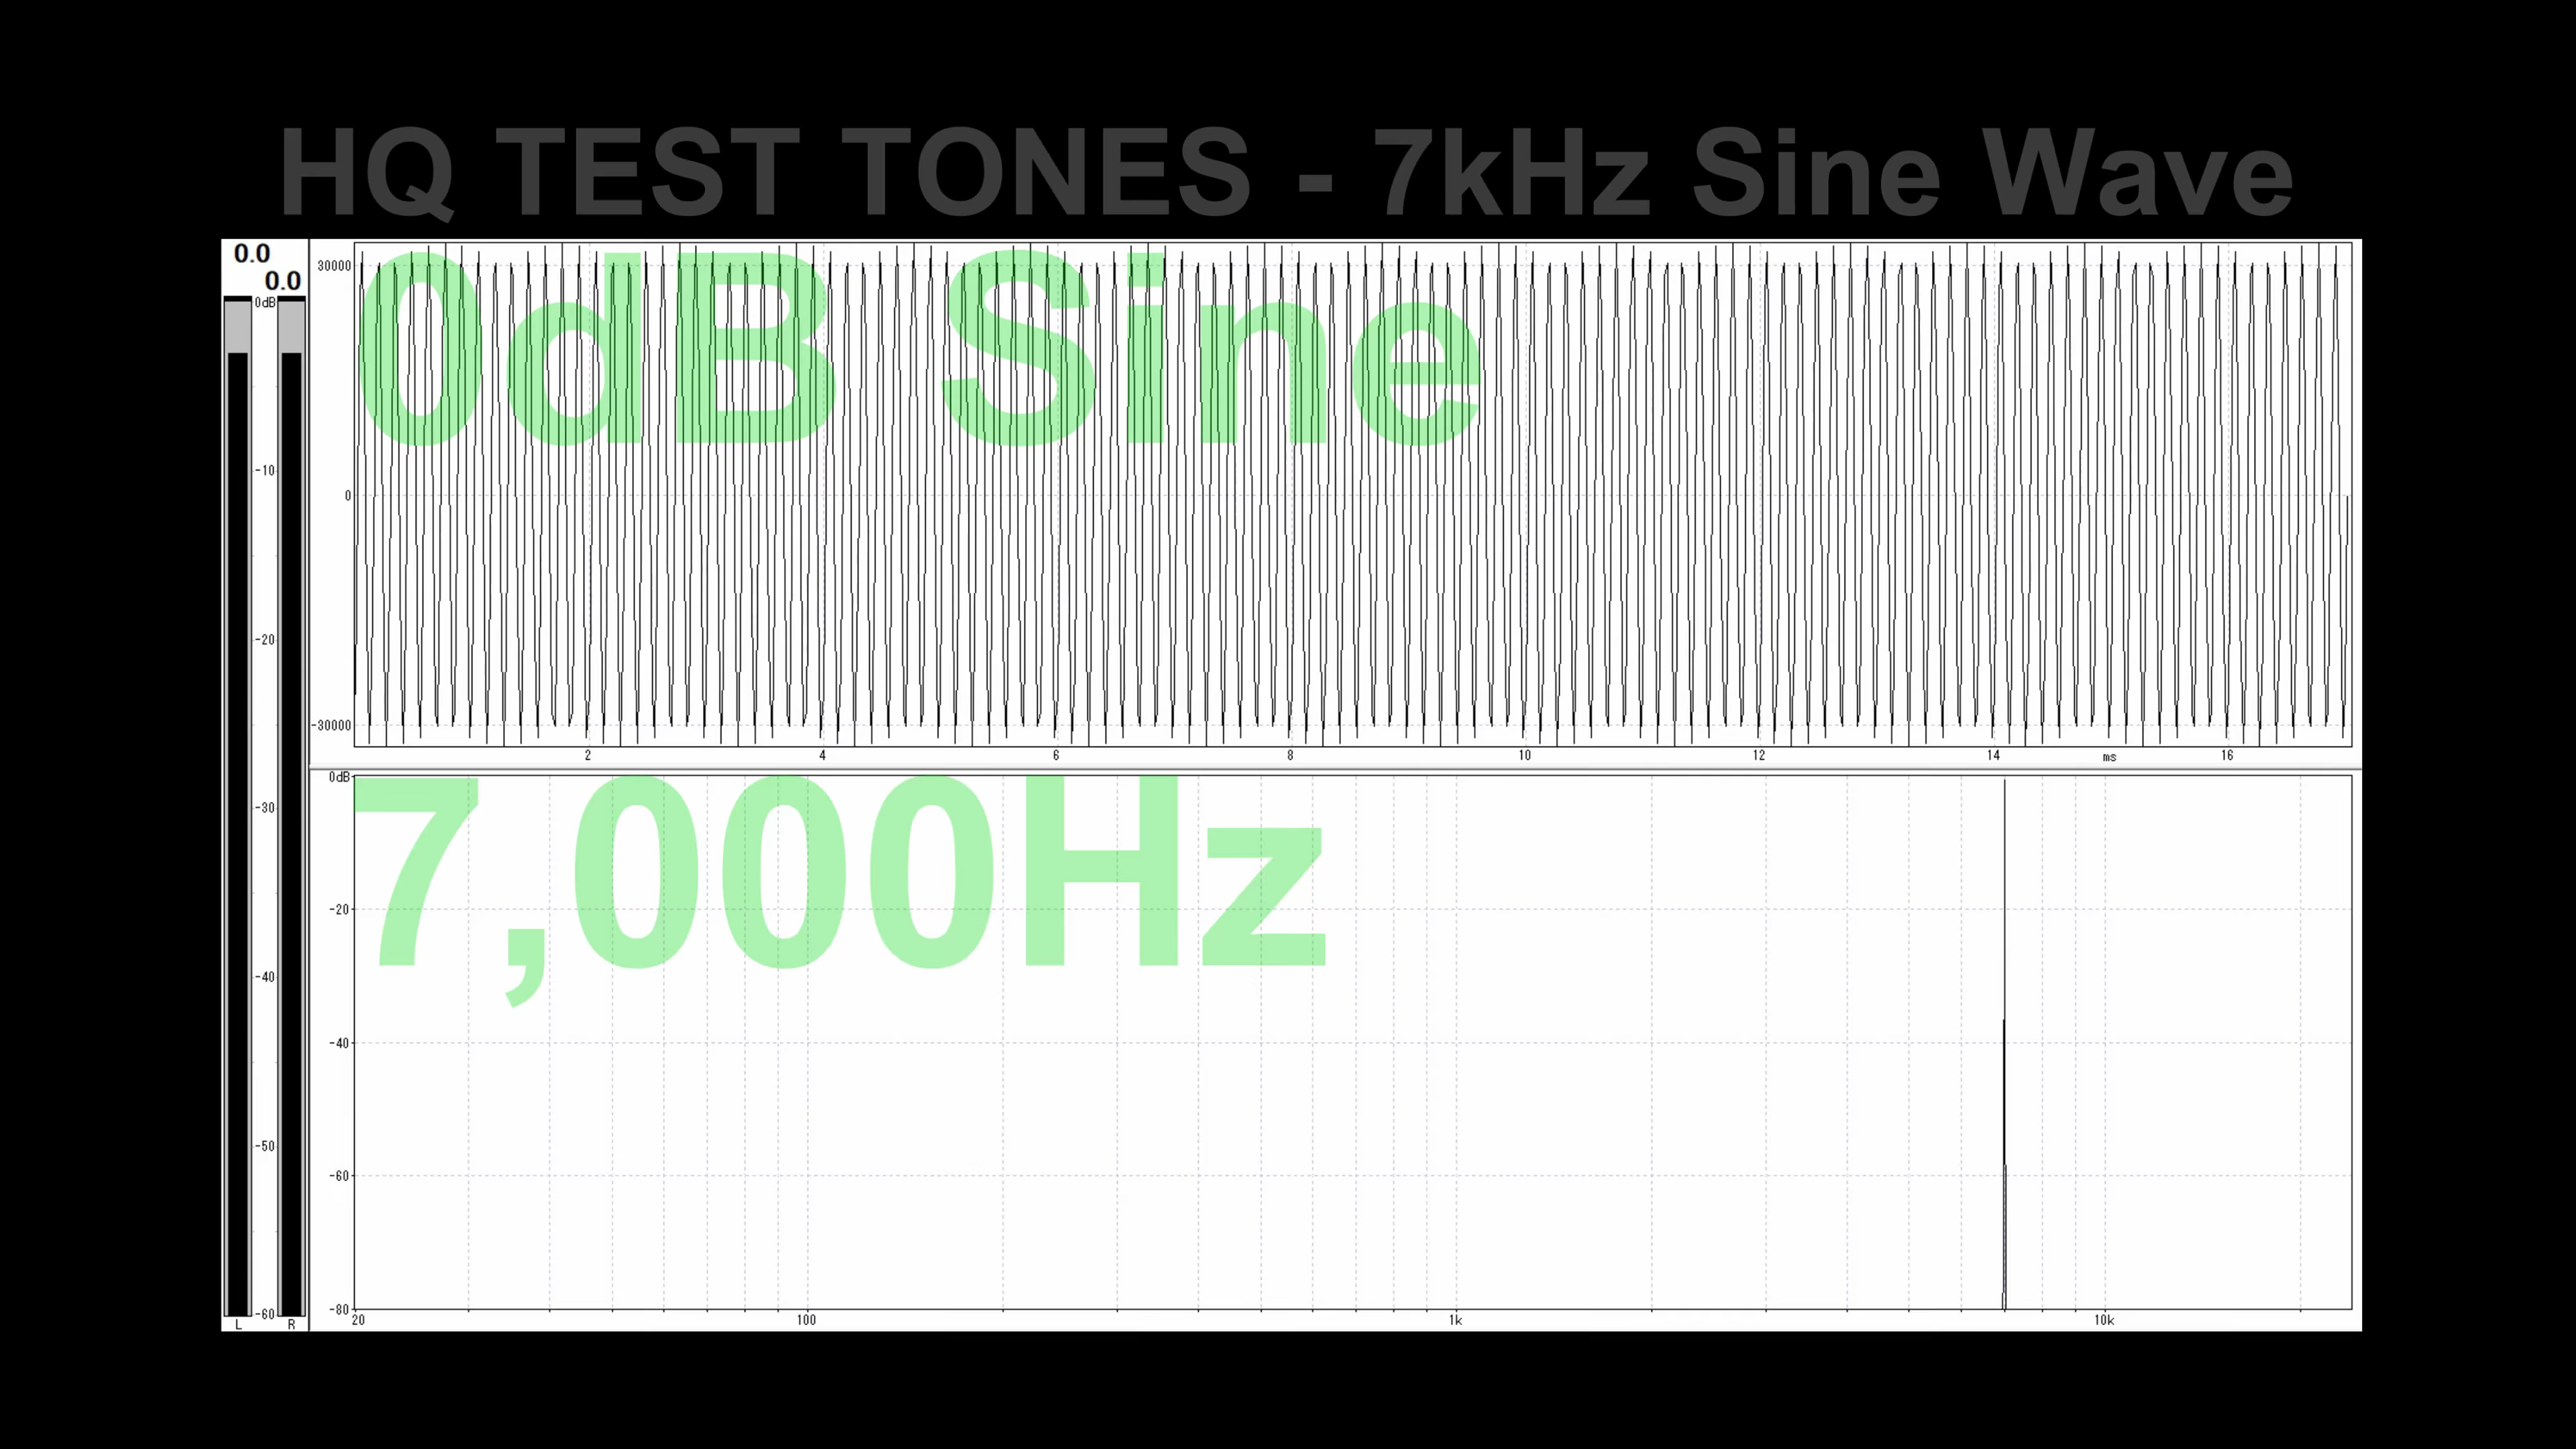 HQ TEST TONES - 7kHz Sine Wave
0.0
0.0
0dB
-10
-20
-30
-40
-50
-60
L R
30000
0
-30000
0dB Sine
2 4 6 8 10 12 14 ms 16
0dB
-20
-40
-60
-80
7,000Hz
20 100 1k 10k